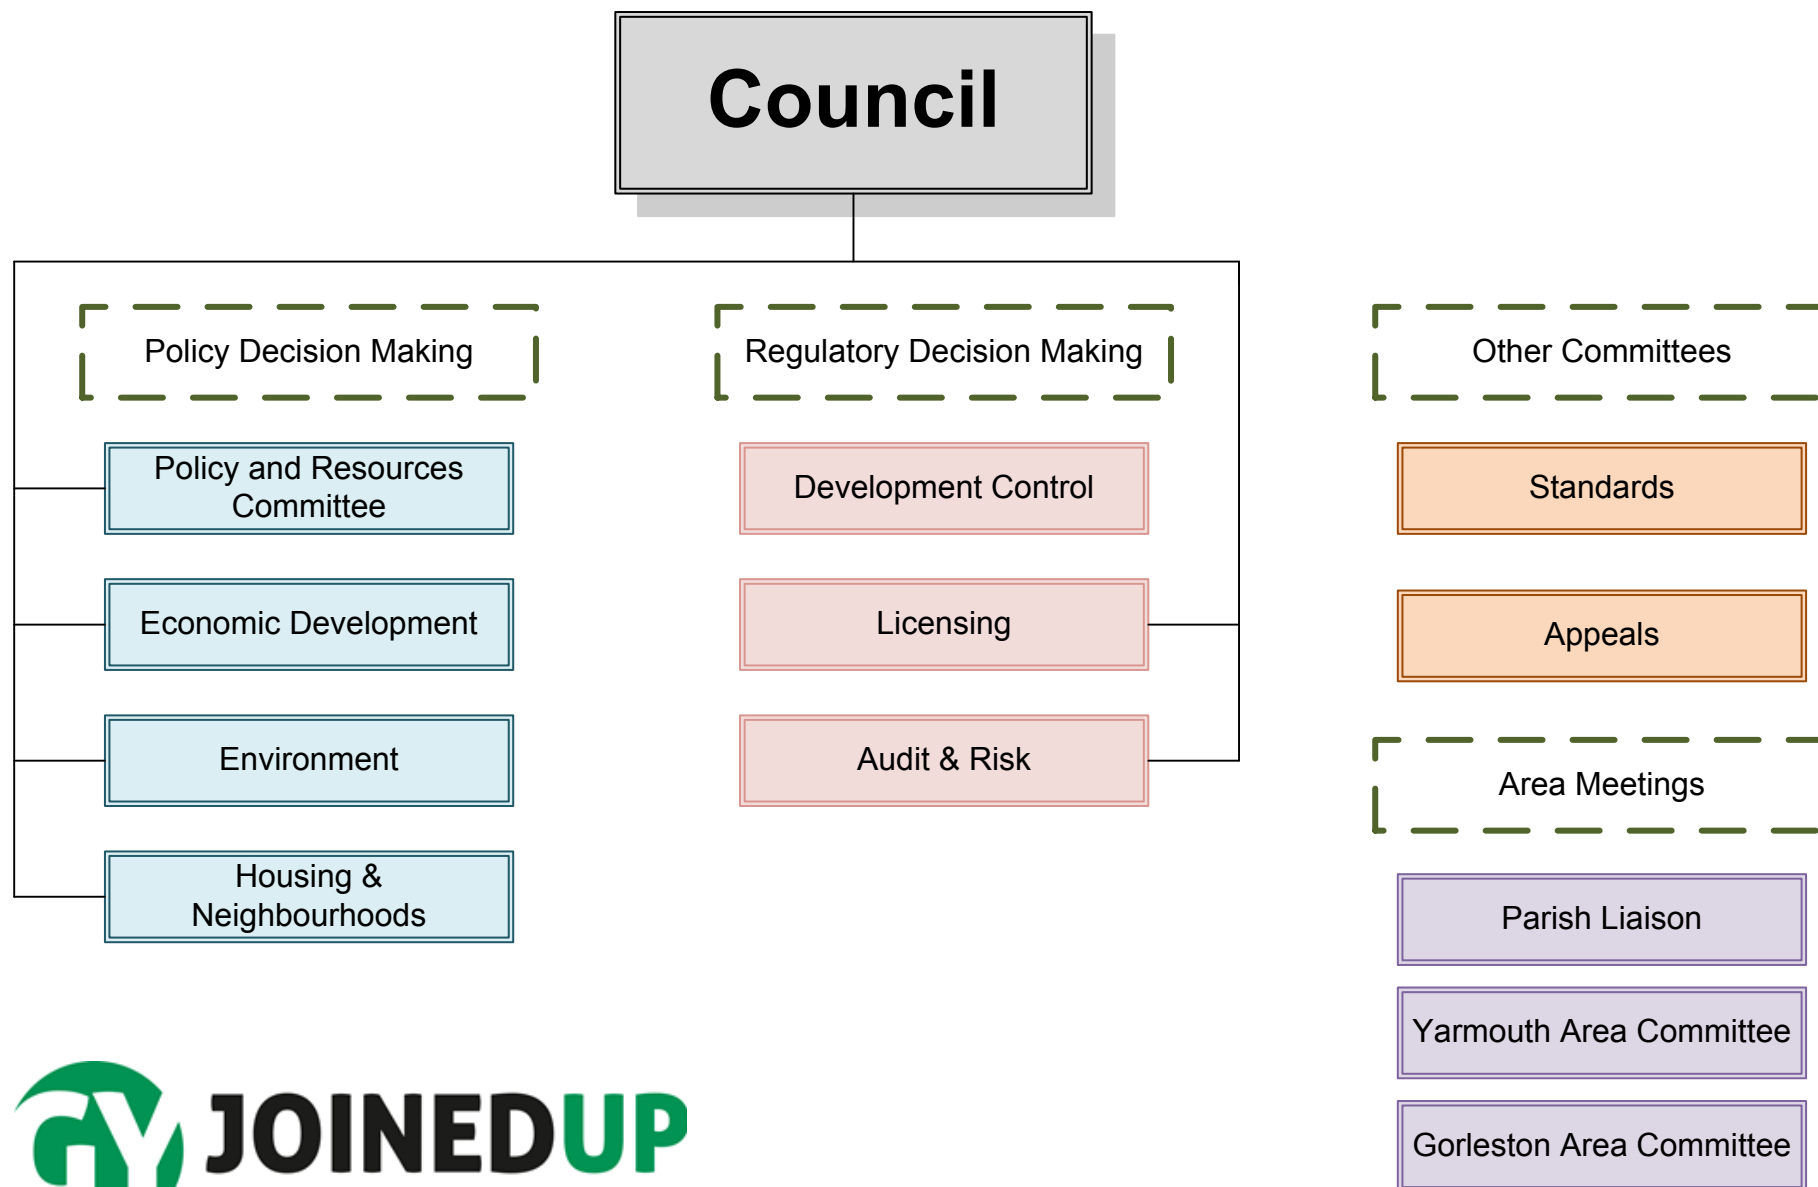 Council
Policy Decision Making
Policy and Resources
Committee
Economic Development
Environment
Housing &
Neighbourhoods
Regulatory Decision Making
Development Control
Licensing
Audit & Risk
Other Committees
Standards
Appeals
Area Meetings
Parish Liaison
Yarmouth Area Committee
Gorleston Area Committee
GY JOINEDUP